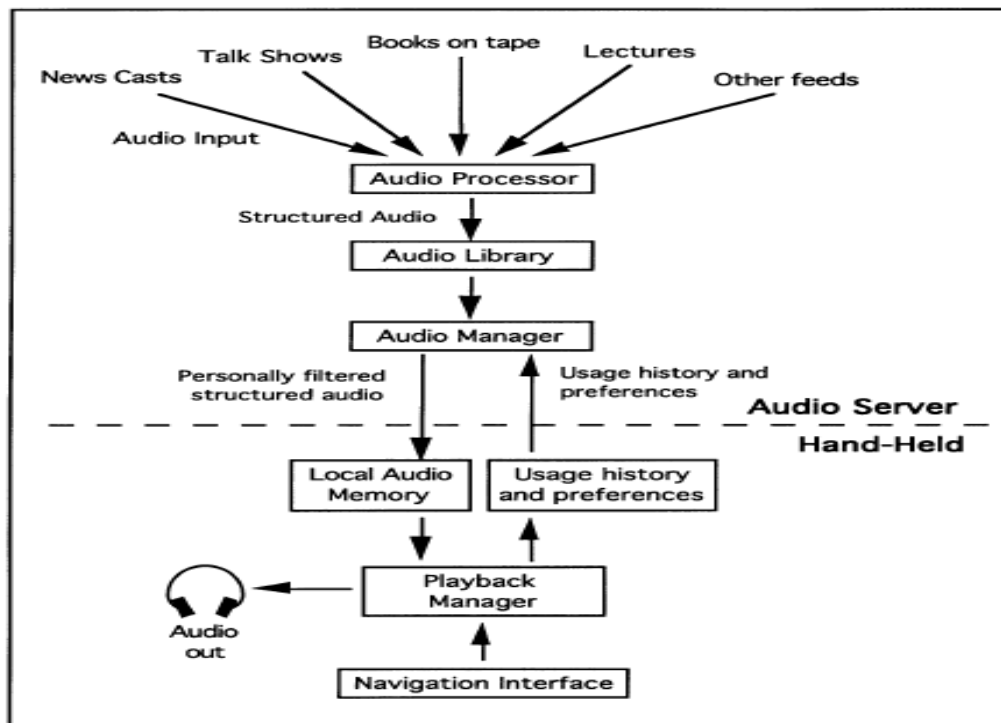 Books on tape
Talk Shows
Lectures
News Casts
Other feeds
Audio Input
Audio Processor
Structured Audio
Audio Library
Audio Manager
Personally filtered
structured audio
Usage history and
preferences
Audio Server
Hand-Held
Local Audio
Memory
Usage history
and preferences
Playback
Manager
Audio
out
Navigation Interface